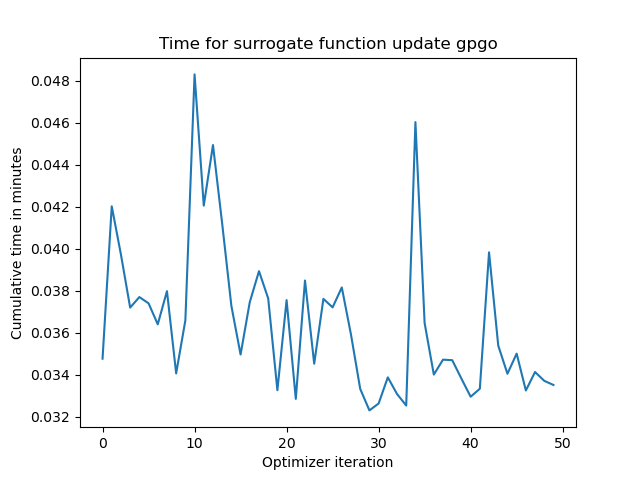 Time for surrogate function update gpgo
Cumulative time in minutes
0.048
0.046
0.044
0.042
0.040
0.038
0.036
0.034
0.032
0 10 20 30 40 50
Optimizer iteration